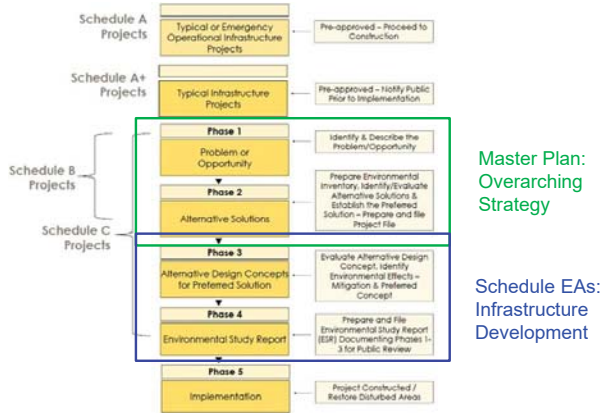 Schedule A
Projects
Typical or Emergency
Operational Infrastructure
Projects
Pre-approved – Proceed to
Construction
Schedule A+
Projects
Typical Infrastructure
Projects
Pre-approved – Notify Public
Prior to Implementation
Phase 1
Problem or
Opportunity
Identify & Describe the
Problem/Opportunity
Schedule B
Projects
Phase 2
Alternative Solutions
Prepare Environmental
Inventory, Identify/Evaluate
Alternative Solutions &
Establish the Preferred
Solution – Prepare and file
Project File
Master Plan:
Overarching
Strategy
Schedule C
Projects
Phase 3
Alternative Design Concepts
for Preferred Solution
Evaluate Alternative Design
Concept, Identify
Environmental Effects –
Mitigation & Preferred
Concept
Phase 4
Environmental Study Report
Prepare and File
Environmental Study Report
(ESR) Documenting Phases 1-
3 for Public Review
Schedule EAs:
Infrastructure
Development
Phase 5
Implementation
Project Constructed /
Restore Disturbed Areas